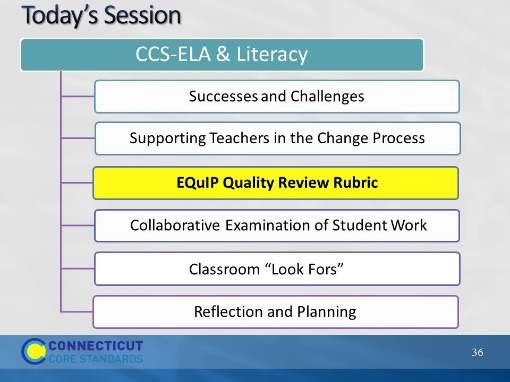 Today's Session
CCS-ELA & Literacy
Successes and Challenges
Supporting Teachers in the Change Process
EQuIP Quality Review Rubric
Collaborative Examination of Student Work
Classroom “Look Fors”
Reflection and Planning
CONNECTICUT
CORE STANDARDS
36